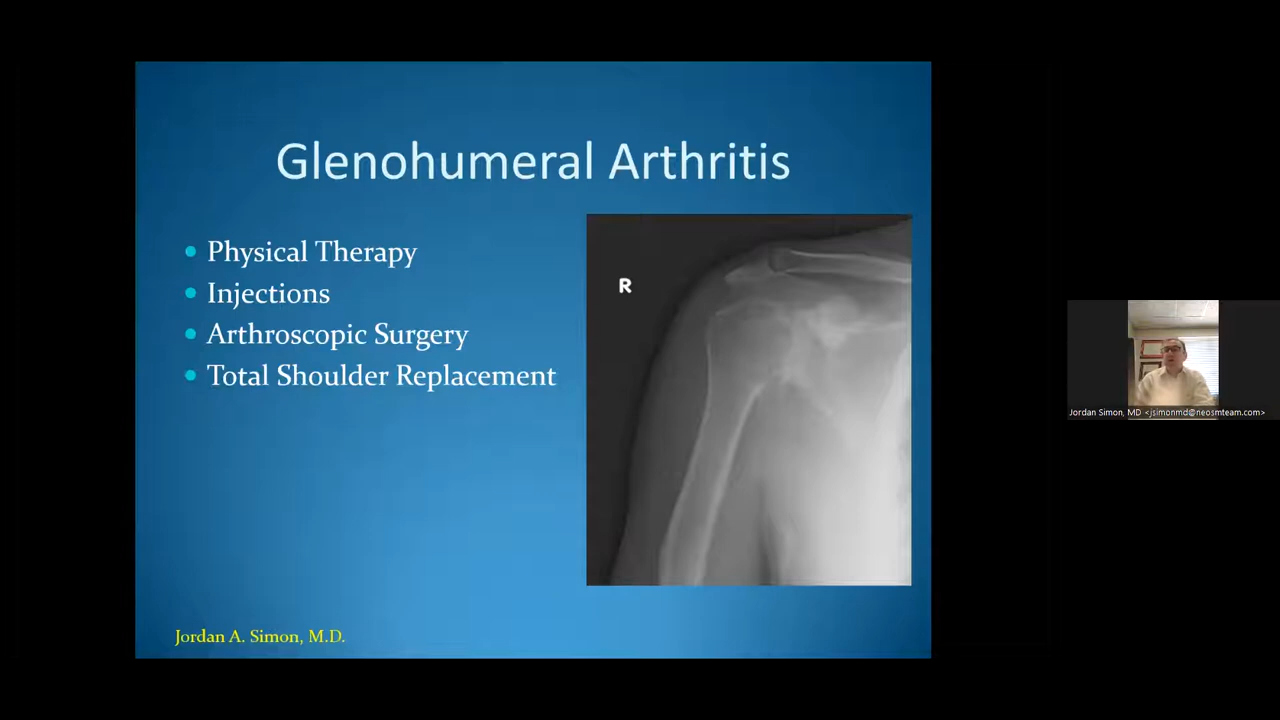 Glenohumeral Arthritis
Physical Therapy
Injections
Arthroscopic Surgery
Total Shoulder Replacement
R
Jordan A. Simon, M.D.
Jordan Simon, MD <jsimonmd@neosmteam.com>